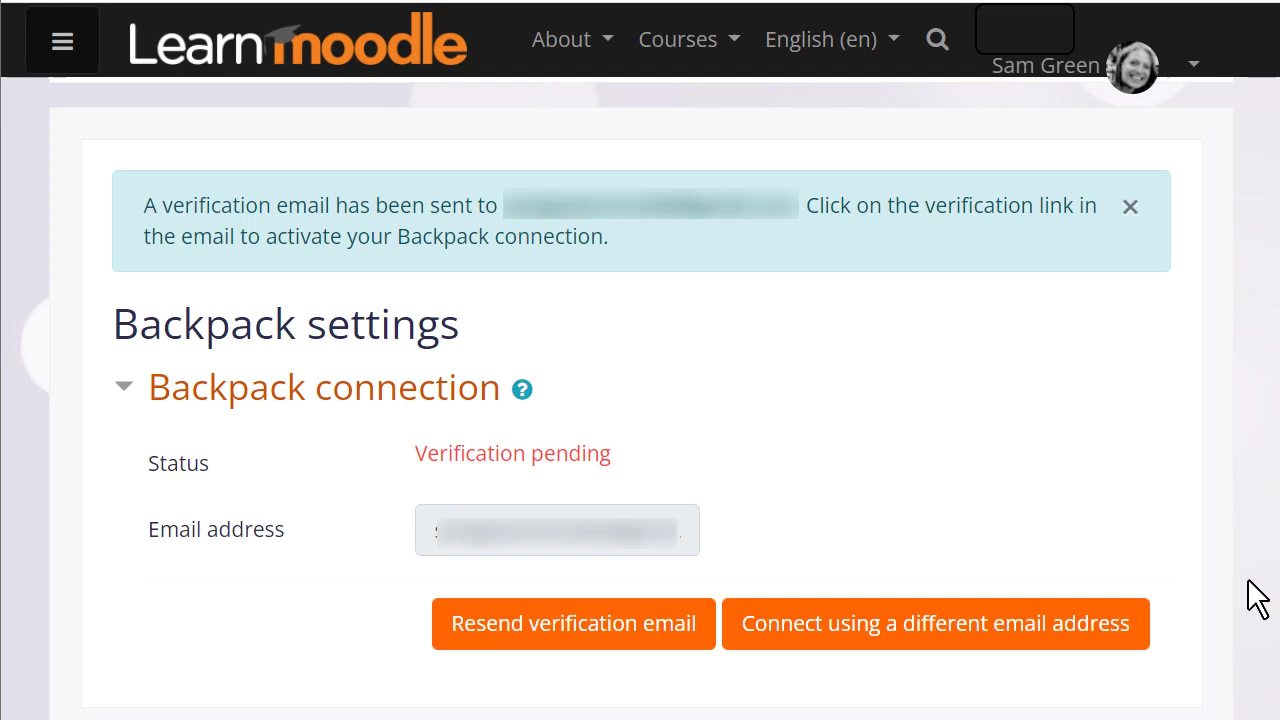 Learn moodle
About
Courses
English (en)
Sam Green
A verification email has been sent to Click on the verification link in
the email to activate your Backpack connection.
Backpack settings
Backpack connection ?
Status
Verification pending
Email address
Resend verification email
Connect using a different email address